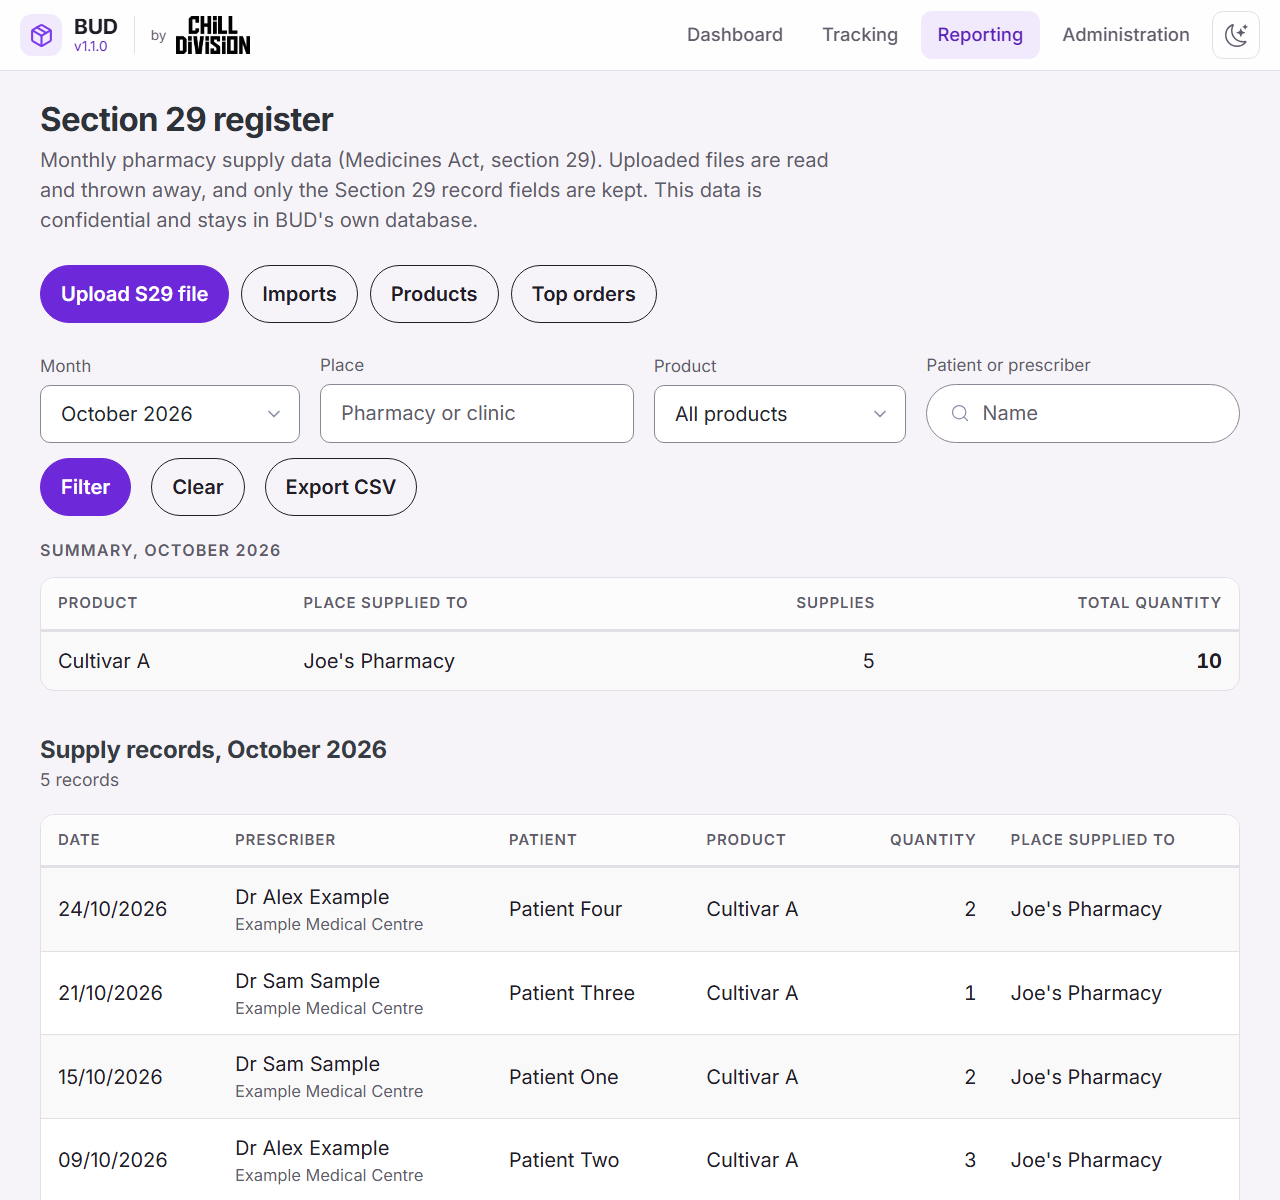 BUD
v1.1.0
by
CHILL
DIVISION
Dashboard
Tracking
Reporting
Administration
Section 29 register
Monthly pharmacy supply data (Medicines Act, section 29). Uploaded files are read
and thrown away, and only the Section 29 record fields are kept. This data is
confidential and stays in BUD's own database.
Upload S29 file
Imports
Products
Top orders
Month
Place
Product
Patient or prescriber
October 2026
Pharmacy or clinic
All products
Name
Filter
Clear
Export CSV
SUMMARY, OCTOBER 2026
PRODUCT PLACE SUPPLIED TO SUPPLIES TOTAL QUANTITY
Cultivar A Joe's Pharmacy 5 10
Supply records, October 2026
5 records
DATE PRESCRIBER PATIENT PRODUCT QUANTITY PLACE SUPPLIED TO
24/10/2026 Dr Alex Example Patient Four Cultivar A 2 Joe's Pharmacy
Example Medical Centre
21/10/2026 Dr Sam Sample Patient Three Cultivar A 1 Joe's Pharmacy
Example Medical Centre
15/10/2026 Dr Sam Sample Patient One Cultivar A 2 Joe's Pharmacy
Example Medical Centre
09/10/2026 Dr Alex Example Patient Two Cultivar A 3 Joe's Pharmacy
Example Medical Centre